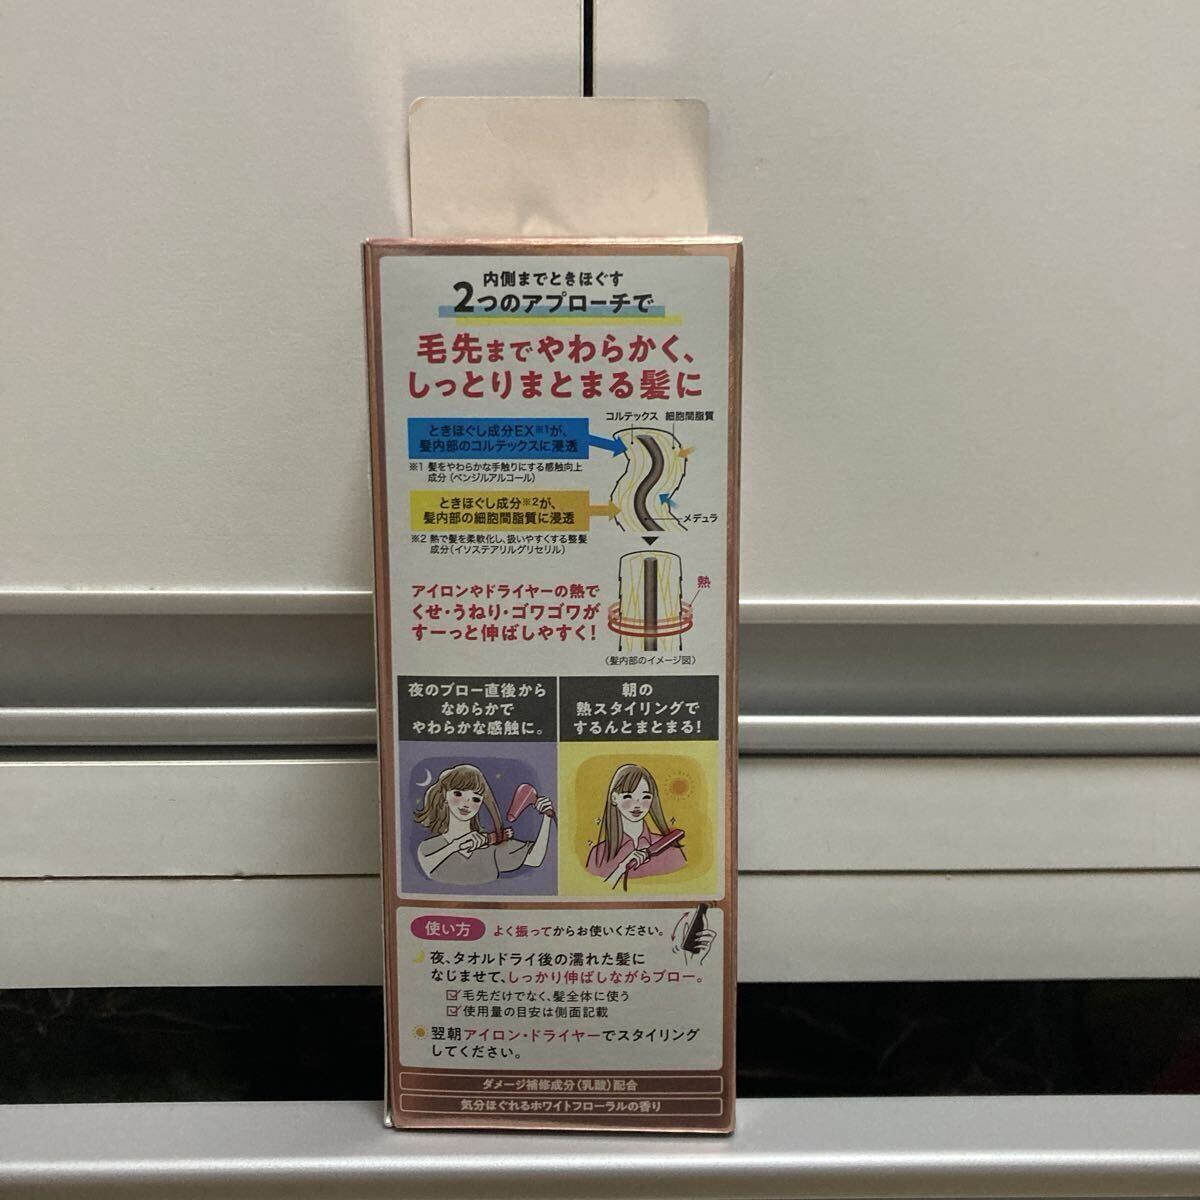 内側までときほぐす
2つのアプローチで
毛先までやわらかく、
しっとりまとまる髪に
コルテックス 細胞間脂質
ときほぐし成分EX※1が、
髪内部のコルテックスに浸透
※1 髪をやわらかな手触りにする感触向上
成分(ベンジルアルコール)
ときほぐし成分※2が、
髪内部の細胞間脂質に浸透
メデュラ
※2 熱で髪を柔軟化し、扱いやすくする整髪
成分(イソステアリルグリセリル)
アイロンやドライヤーの熱で
くせ・うねり・ゴワゴワが
すーっと伸ばしやすく!
熱
〈髪内部のイメージ図〉
夜のブロー直後から
なめらかで
やわらかな感触に。
朝の
熱スタイリングで
するんとまとまる!
使い方 よく振ってからお使いください。
夜、タオルドライ後の濡れた髪に
なじませて、しっかり伸ばしながらブロー。
毛先だけでなく、髪全体に使う
使用量の目安は側面記載
翌朝アイロン・ドライヤーでスタイリング
してください。
ダメージ補修成分(乳酸)配合
気分ほぐれるホワイトフローラルの香り